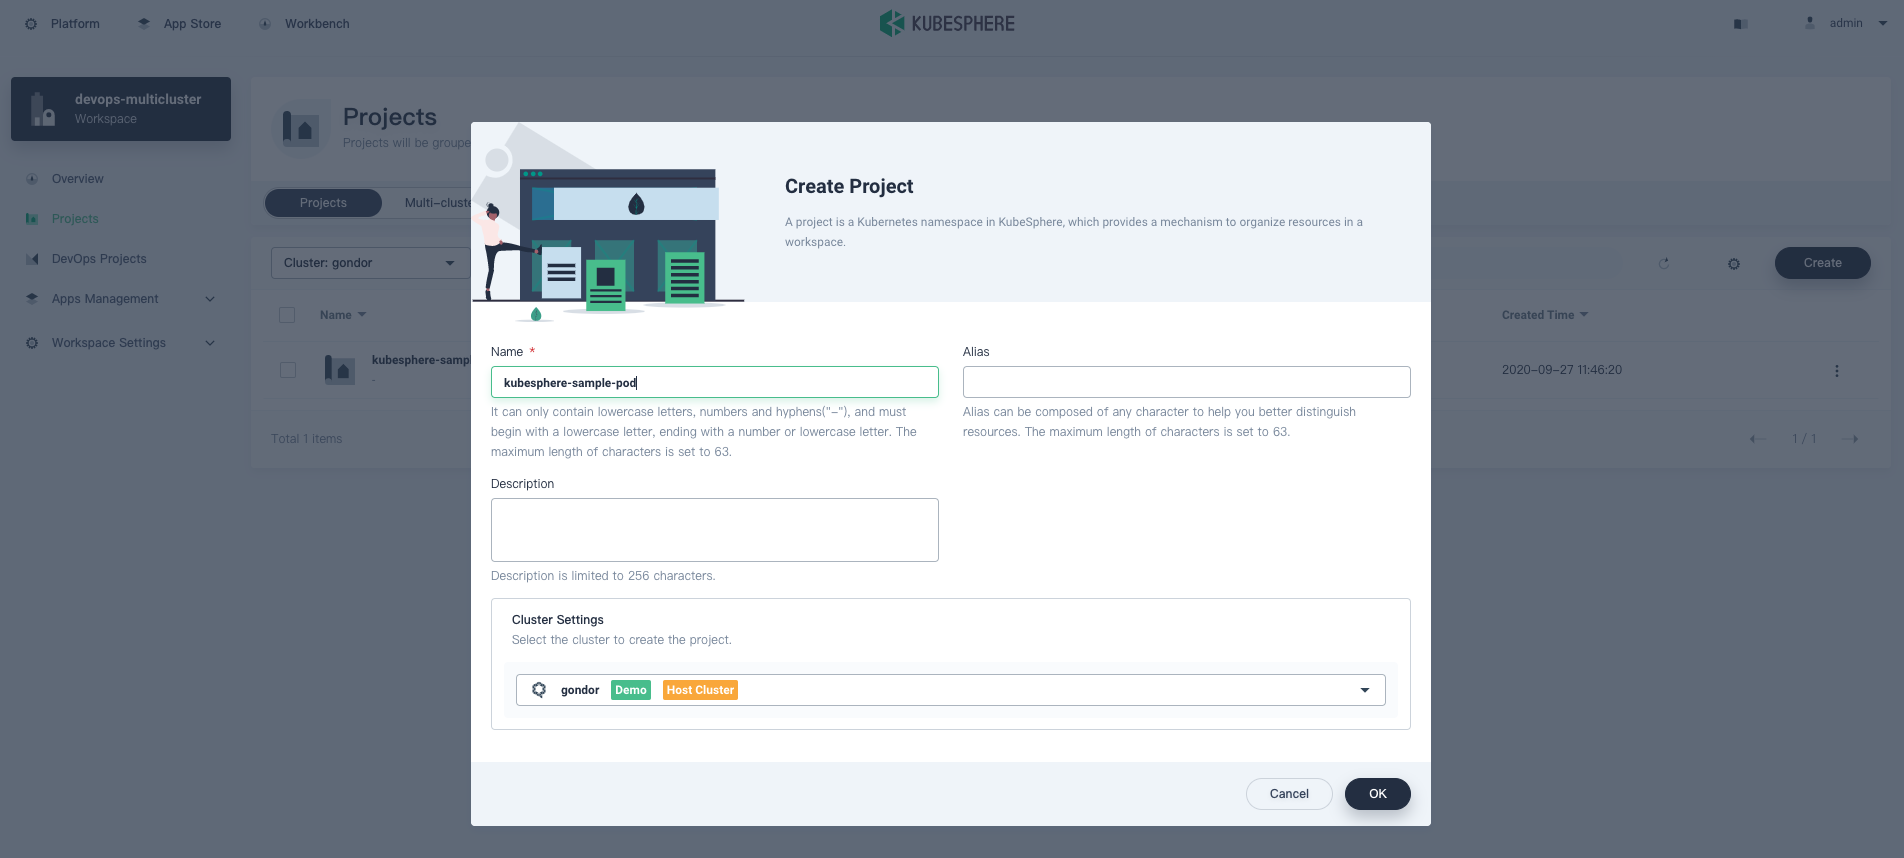 Platform
App Store
Workbench
KUBESPHERE
admin
devops-multicluster
Workspace
Overview
Projects
DevOps Projects
Apps Management
Workspace Settings
Projects
Projects will be groupe
Projects
Multi-cluste
Cluster: gondor
Create
Name
Created Time
kubesphere-samp
-
2020-09-27 11:46:20
Total 1 items
1 / 1
Create Project
A project is a Kubernetes namespace in KubeSphere, which provides a mechanism to organize resources in a
workspace.
Name *
kubesphere-sample-pod
It can only contain lowercase letters, numbers and hyphens("-"), and must
begin with a lowercase letter, ending with a number or lowercase letter. The
maximum length of characters is set to 63.
Alias
Alias can be composed of any character to help you better distinguish
resources. The maximum length of characters is set to 63.
Description
Description is limited to 256 characters.
Cluster Settings
Select the cluster to create the project.
gondor Demo Host Cluster
Cancel
OK